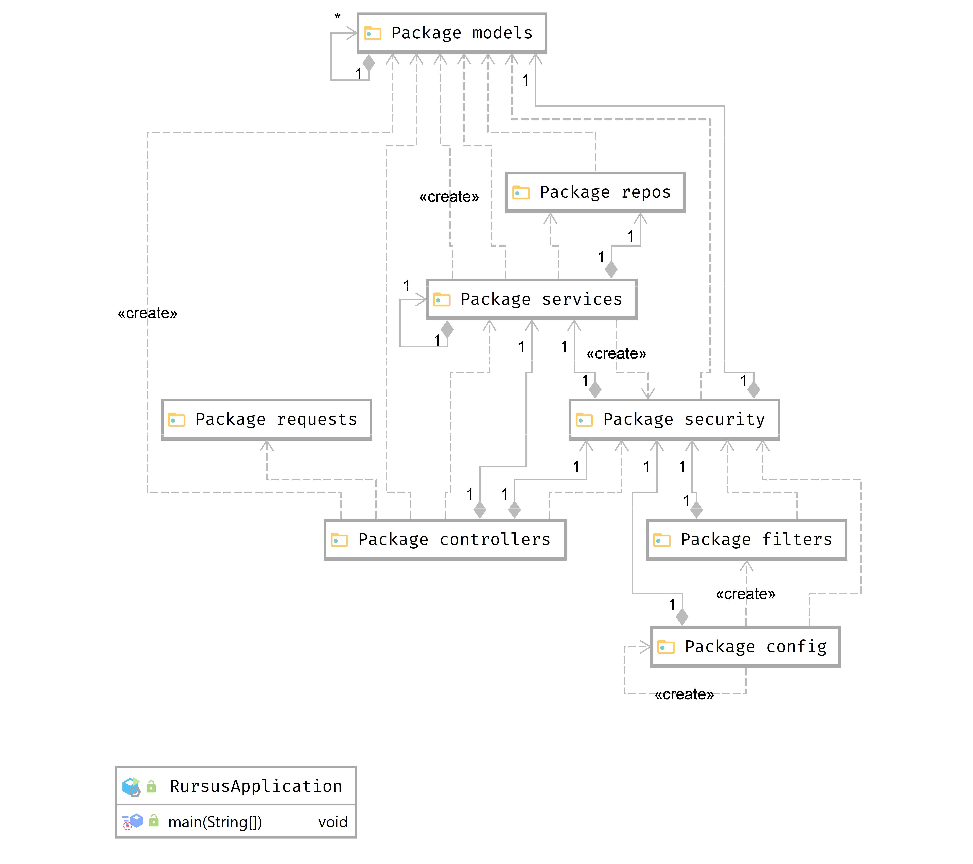 *
Package models
1
1
Package repos
«create»
1
1
1
Package services
«create»
1
1
1
«create»
1
1
Package requests
Package security
1
1
1
1
1
1
Package controllers
Package filters
«create»
1
Package config
«create»
RursusApplication
main(String[]) void